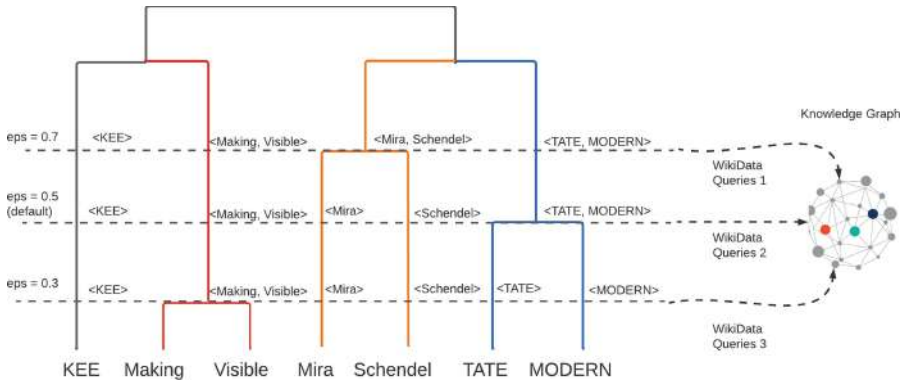 Knowledge Graph
eps = 0.7
<KEE>
<Making, Visible>
<Mira, Schendel>
<TATE, MODERN>
WikiData
Queries 1
eps = 0.5
(default)
<KEE>
<Making, Visible>
<Mira>
<Schendel>
<TATE, MODERN>
WikiData
Queries 2
eps = 0.3
<KEE>
<Making, Visible>
<Mira>
<Schendel>
<TATE>
<MODERN>
WikiData
Queries 3
KEE Making Visible Mira Schendel TATE MODERN